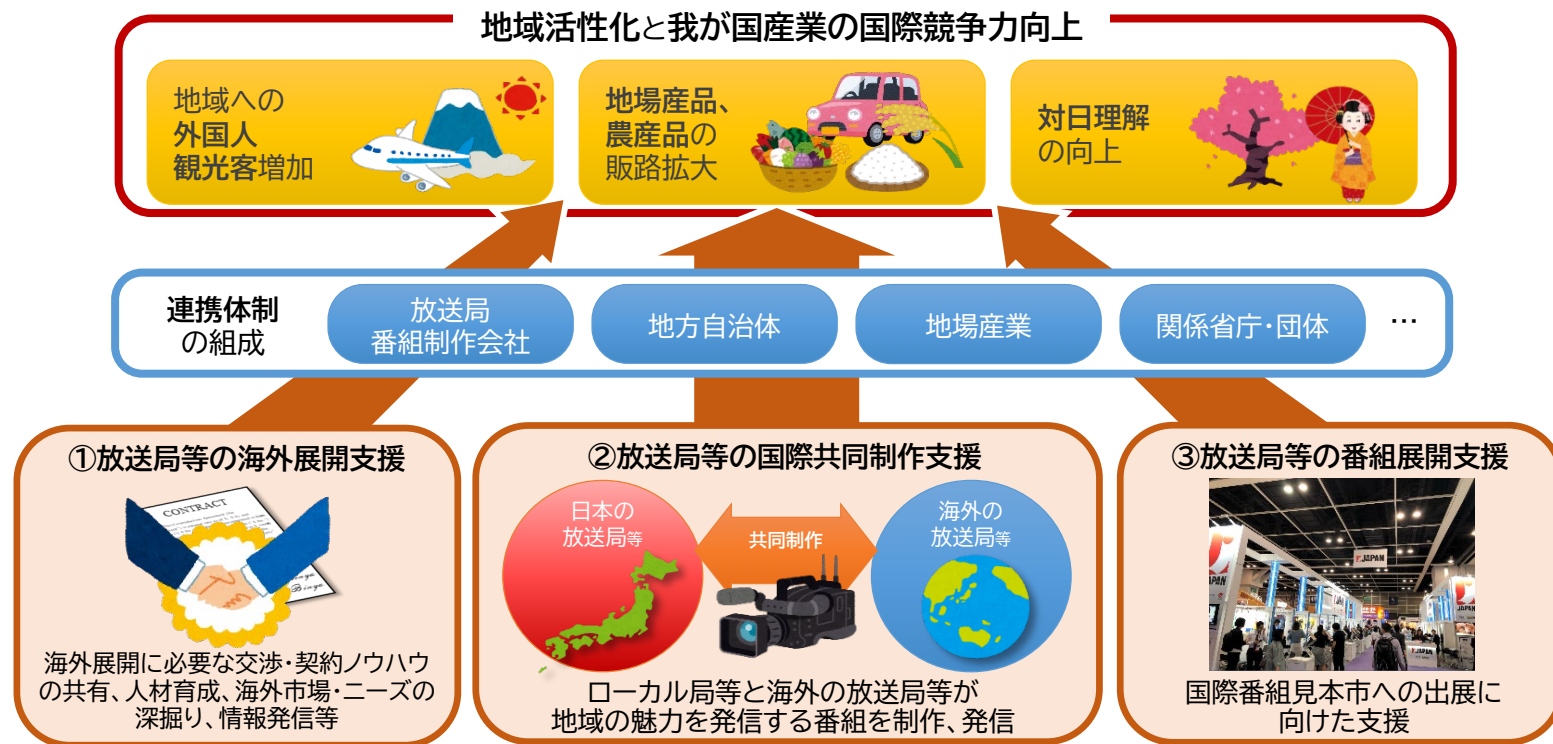 地域活性化と我が国産業の国際競争力向上
地域への
外国人
観光客増加
地場産品、
農産品の
販路拡大
対日理解
の向上
連携体制
の組成
放送局
番組制作会社
地方自治体
地場産業
関係省庁・団体
…
①放送局等の海外展開支援
CONTRACT
海外展開に必要な交渉・契約ノウハウ
の共有、人材育成、海外市場・ニーズの
深掘り、情報発信等
②放送局等の国際共同制作支援
日本の
放送局等
共同制作
海外の
放送局等
ローカル局等と海外の放送局等が
地域の魅力を発信する番組を制作、発信
③放送局等の番組展開支援
JAPAN
JAPAN
JAPAN
JAPAN
国際番組見本市への出展に
向けた支援